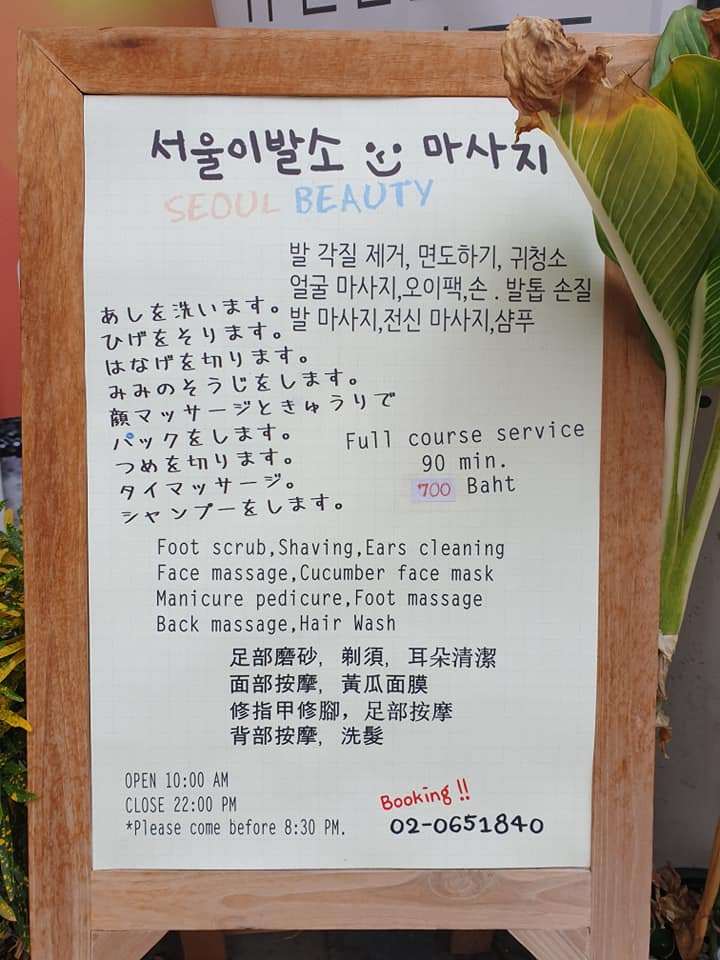 서울이발소 마사지
SEOUL BEAUTY
발 각질 제거, 면도하기, 귀청소
얼굴 마사지,오이팩,손 . 발톱 손질
발 마사지,전신 마사지,샴푸
あしを洗います。
ひげをそります。
はなげを切ります。
みみのそうじをします。
顔マッサージときゅうりで
パックをします。
つめを切ります。
タイマッサージ。
シャンプーをします。
Full course service
90 min.
700 Baht
Foot scrub,Shaving,Ears cleaning
Face massage,Cucumber face mask
Manicure pedicure,Foot massage
Back massage,Hair Wash
足部磨砂, 剃須, 耳朵清潔
面部按摩, 黃瓜面膜
修指甲修腳, 足部按摩
背部按摩, 洗髮
OPEN 10:00 AM
CLOSE 22:00 PM
*Please come before 8:30 PM.
Booking !!
02-0651840